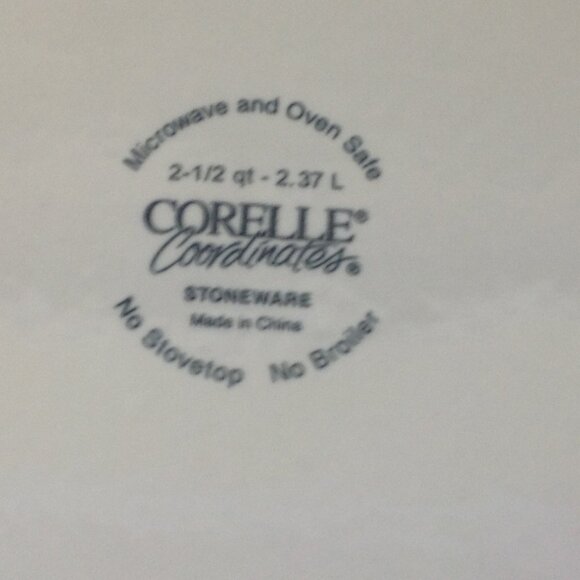 Microwave and Oven Safe
2-1/2 qt - 2.37 L
CORELLE®
Coordinates®
STONEWARE
Made in China
No Stovetop No Broiler